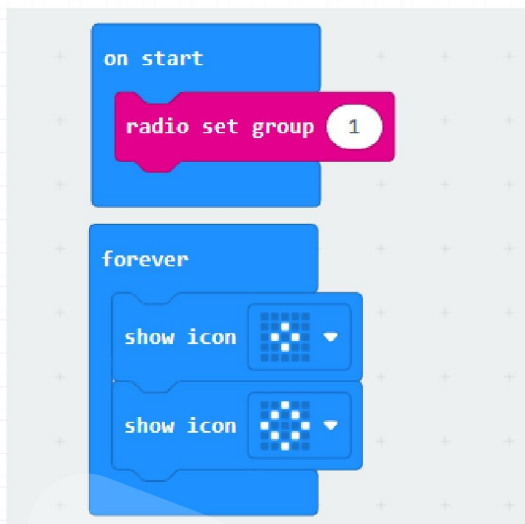 on start
radio set group 1
forever
show icon
show icon